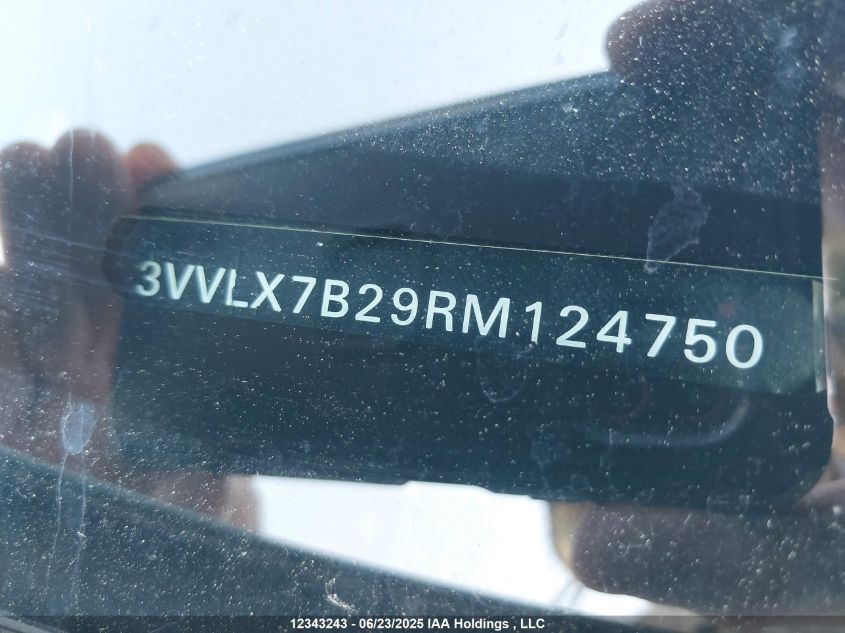 3VVLX7B29RM124750
12343243 - 06/23/2025 IAA Holdings , LLC